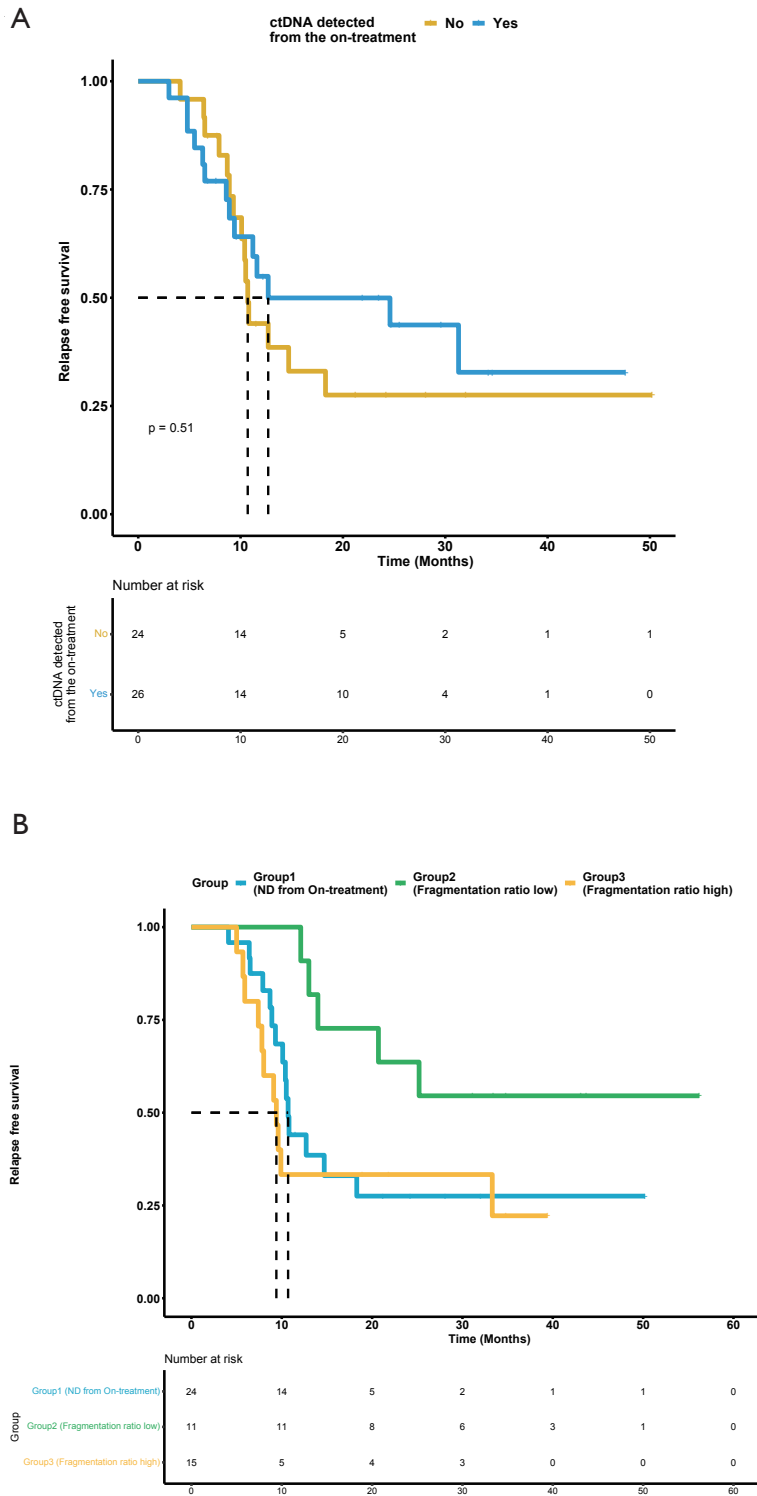 A
ctDNA detected
from the on-treatment No Yes
1.00
0.75
0.50
0.25
0.00
Relapse free survival
p = 0.51
0 10 20 30 40 50
Time (Months)
Number at risk
ctDNA detected
from the on-treatment
No 24 14 5 2 1 1
Yes 26 14 10 4 1 0
0 10 20 30 40 50
B
Group Group1 Group2 Group3
(ND from On-treatment) (Fragmentation ratio low) (Fragmentation ratio high)
1.00
0.75
0.50
0.25
0.00
Relapse free survival
0 10 20 30 40 50 60
Time (Months)
Number at risk
Group
Group1 (ND from On-treatment) 24 14 5 2 1 1 0
Group2 (Fragmentation ratio low) 11 11 8 6 3 1 0
Group3 (Fragmentation ratio high) 15 5 4 3 0 0 0
0 10 20 30 40 50 60